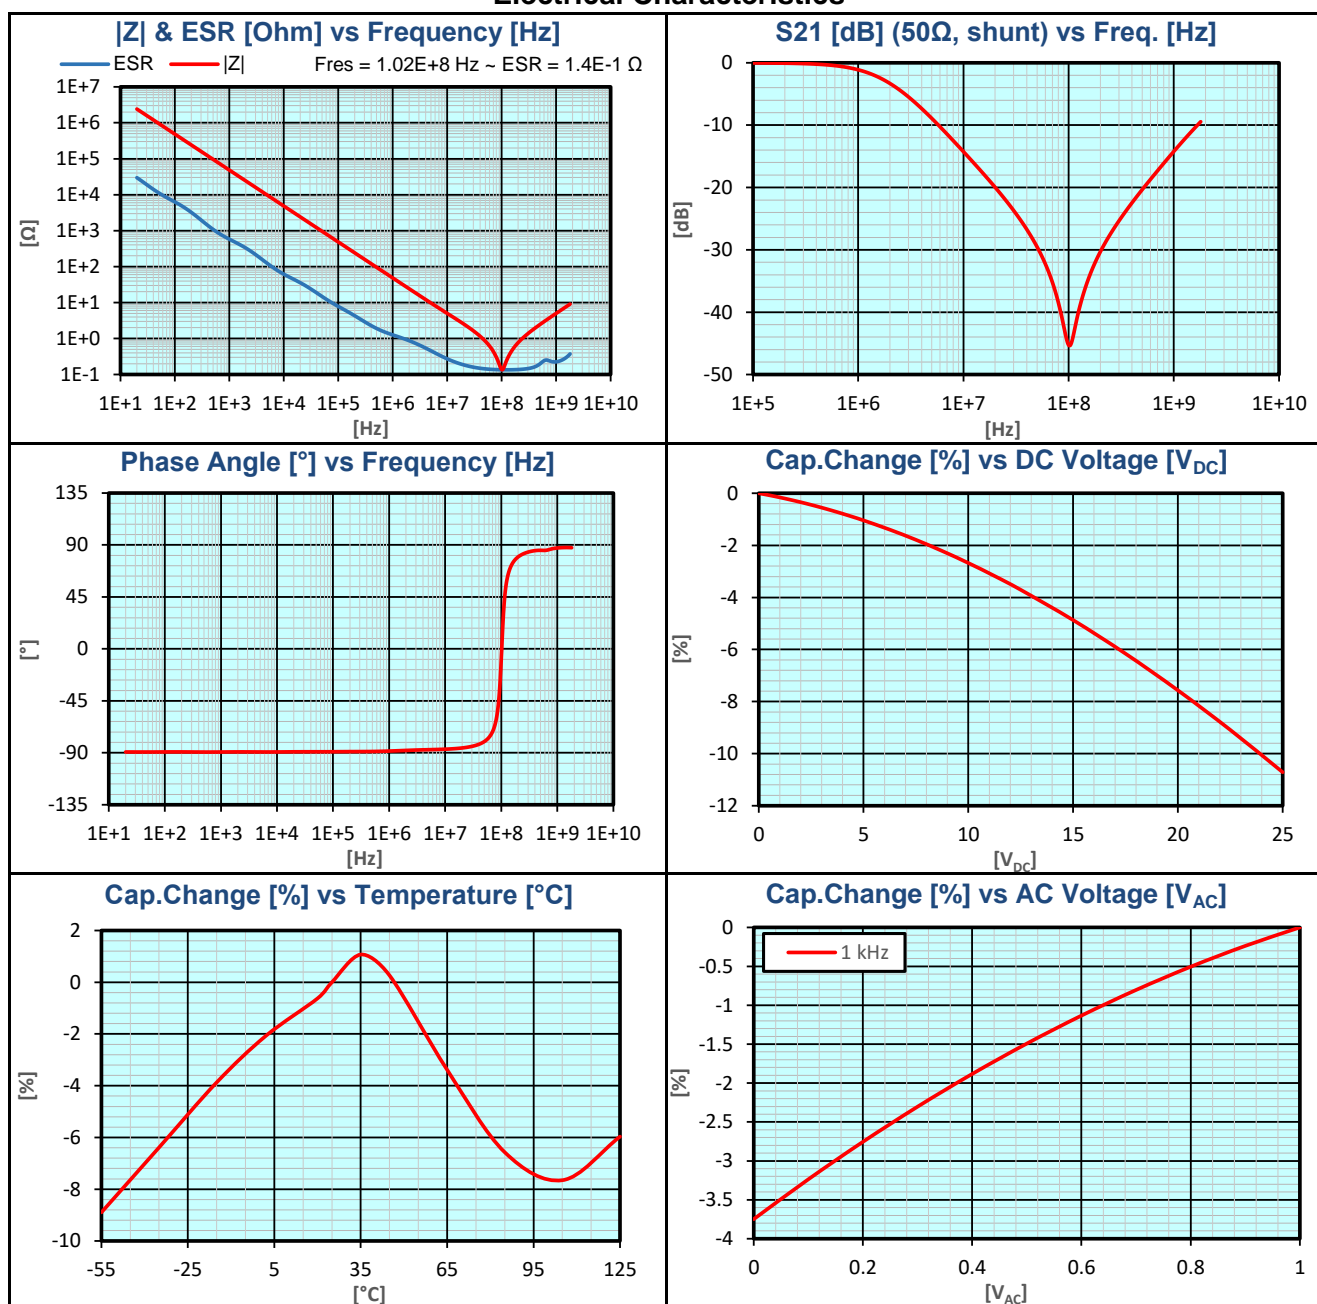 Electrical Characteristics
|Z| & ESR [Ohm] vs Frequency [Hz]
ESR |Z| Fres = 1.02E+8 Hz ~ ESR = 1.4E-1 Ω
1E+7
1E+6
1E+5
1E+4
1E+3
1E+2
1E+1
1E+0
1E-1
[Ω]
1E+1 1E+2 1E+3 1E+4 1E+5 1E+6 1E+7 1E+8 1E+9 1E+10
[Hz]
S21 [dB] (50Ω, shunt) vs Freq. [Hz]
0
-10
-20
-30
-40
-50
[dB]
1E+5 1E+6 1E+7 1E+8 1E+9 1E+10
[Hz]
Phase Angle [°] vs Frequency [Hz]
135
90
45
0
-45
-90
-135
[°]
1E+1 1E+2 1E+3 1E+4 1E+5 1E+6 1E+7 1E+8 1E+9 1E+10
[Hz]
Cap.Change [%] vs DC Voltage [VDC]
0
-2
-4
-6
-8
-10
-12
[%]
0 5 10 15 20 25
[VDC]
Cap.Change [%] vs Temperature [°C]
2
0
-2
-4
-6
-8
-10
[%]
-55 -25 5 35 65 95 125
[°C]
Cap.Change [%] vs AC Voltage [VAC]
1 kHz
0
-0.5
-1
-1.5
-2
-2.5
-3
-3.5
-4
[%]
0 0.2 0.4 0.6 0.8 1
[VAC]